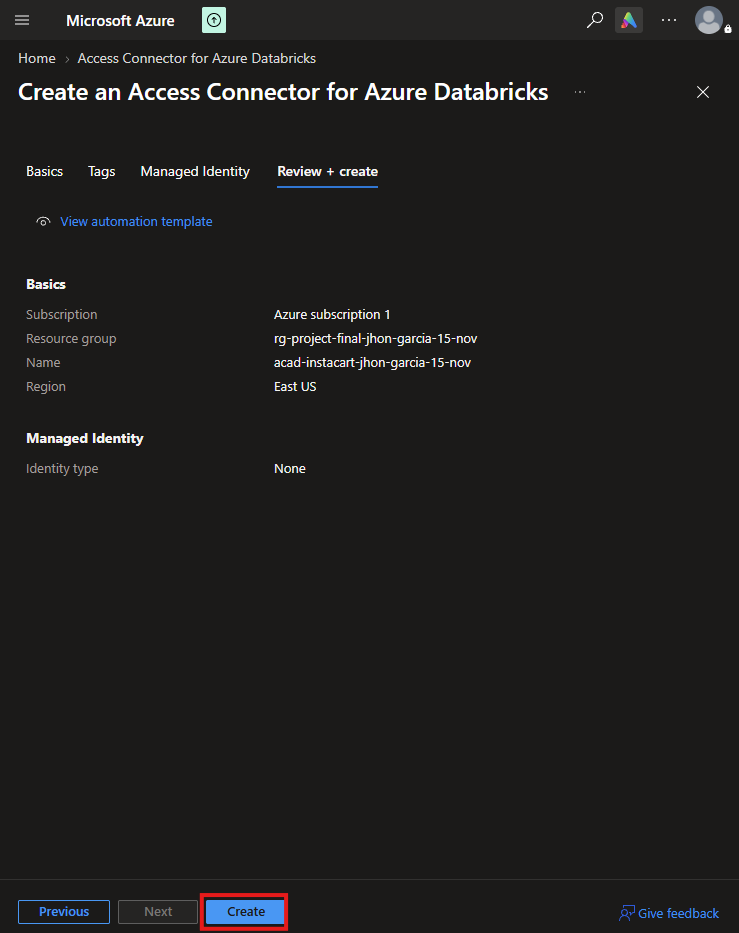 Microsoft Azure
Home › Access Connector for Azure Databricks
Create an Access Connector for Azure Databricks ...
Basics Tags Managed Identity Review + create
View automation template
Basics
Subscription Azure subscription 1
Resource group rg-project-final-jhon-garcia-15-nov
Name acad-instacart-jhon-garcia-15-nov
Region East US
Managed Identity
Identity type None
Previous Next Create Give feedback